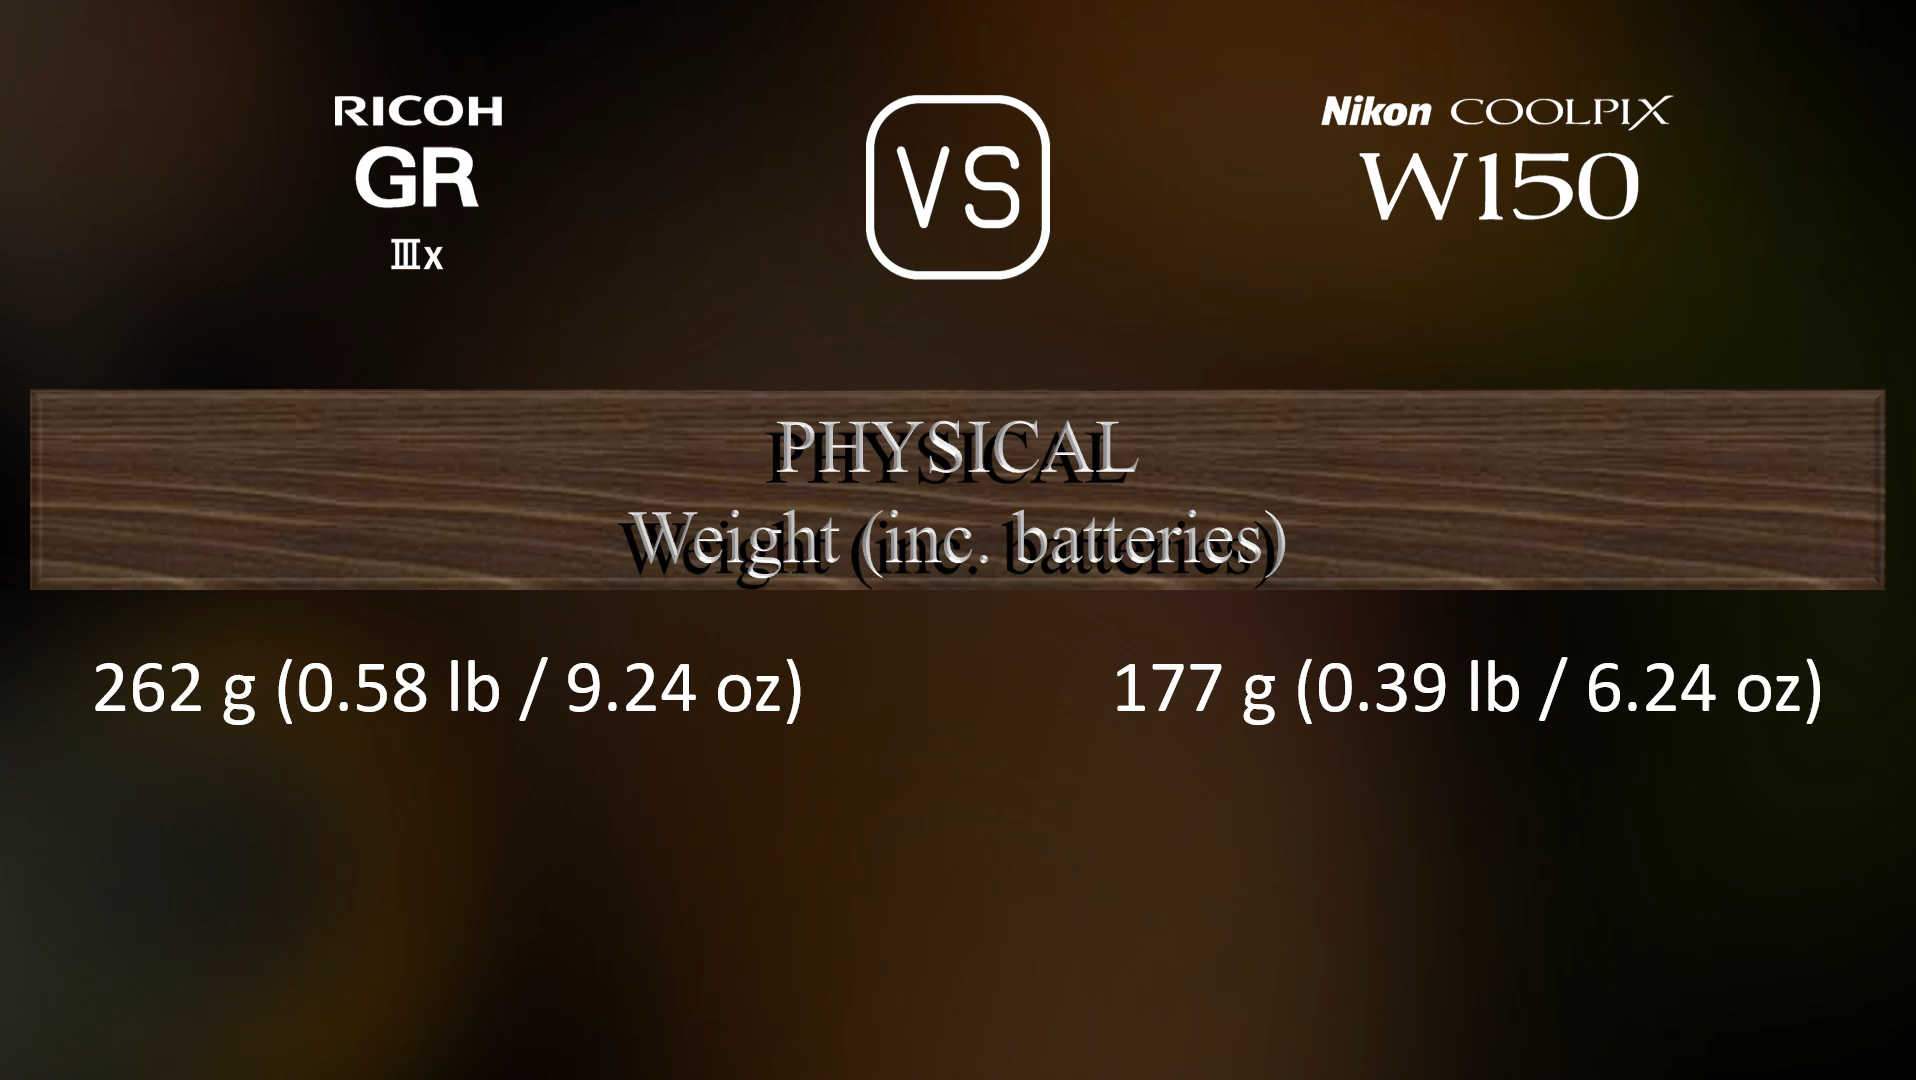 RICOH
GR
IIIx
VS
Nikon COOLPIX
W150
PHYSICAL
Weight (inc. batteries)
262 g (0.58 lb / 9.24 oz)
177 g (0.39 lb / 6.24 oz)